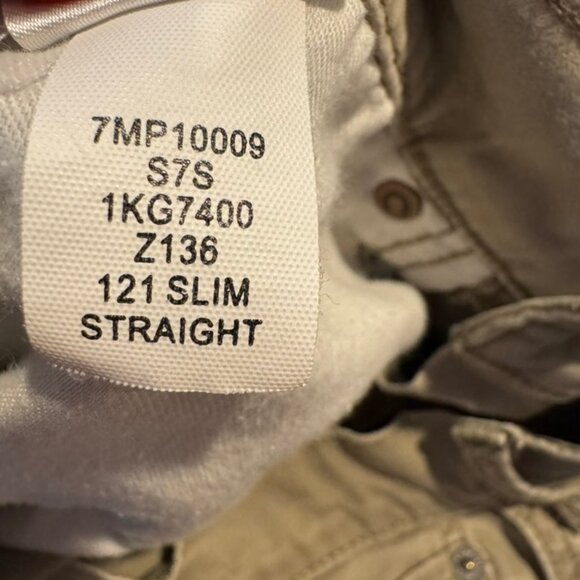 7MP10009
S7S
1KG7400
Z136
121 SLIM
STRAIGHT